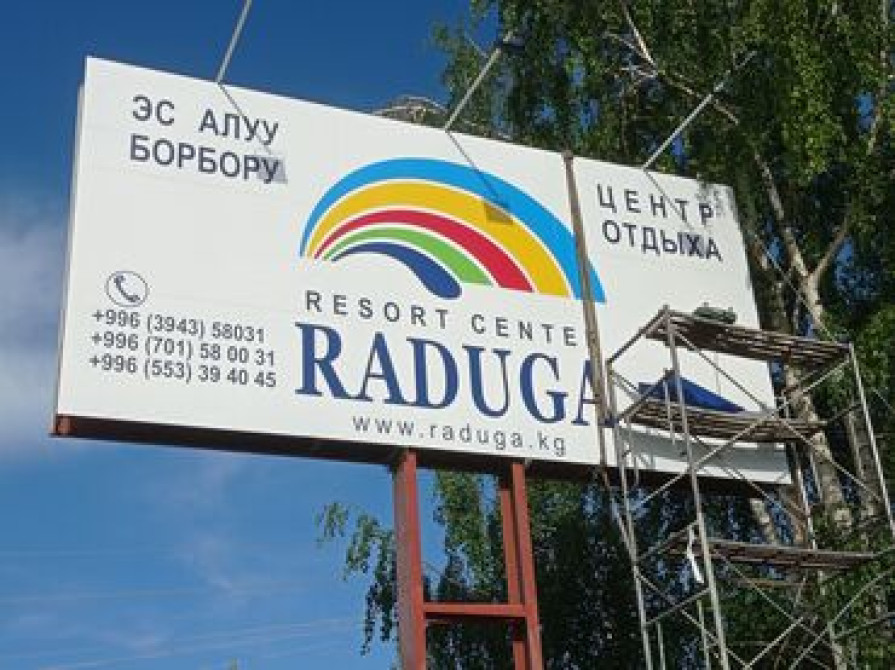 ЭС АЛУУ
БОРБОРУ
ЦЕНТР
ОТДЫХА
RESORT CENTE
RADUGA
www.raduga.kg
+996 (3943) 58031
+996 (701) 58 00 31
+996 (553) 39 40 45